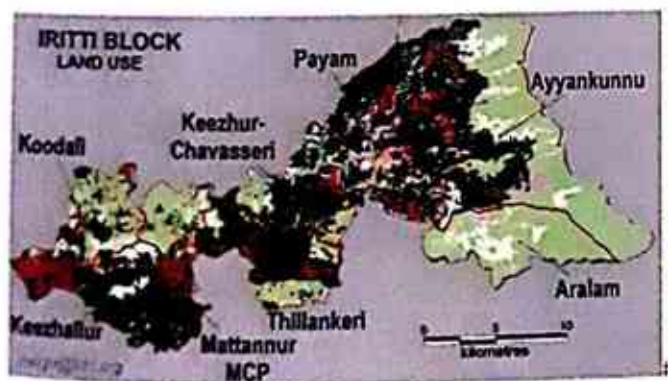 IRITTI BLOCK
LAND USE
Payam
Ayyankunnu
Keezhur-
Chavasseri
Koodali
Aralam
Thillankeri
Keezhallur
Mattannur
MCP
0 5 10
kilometres